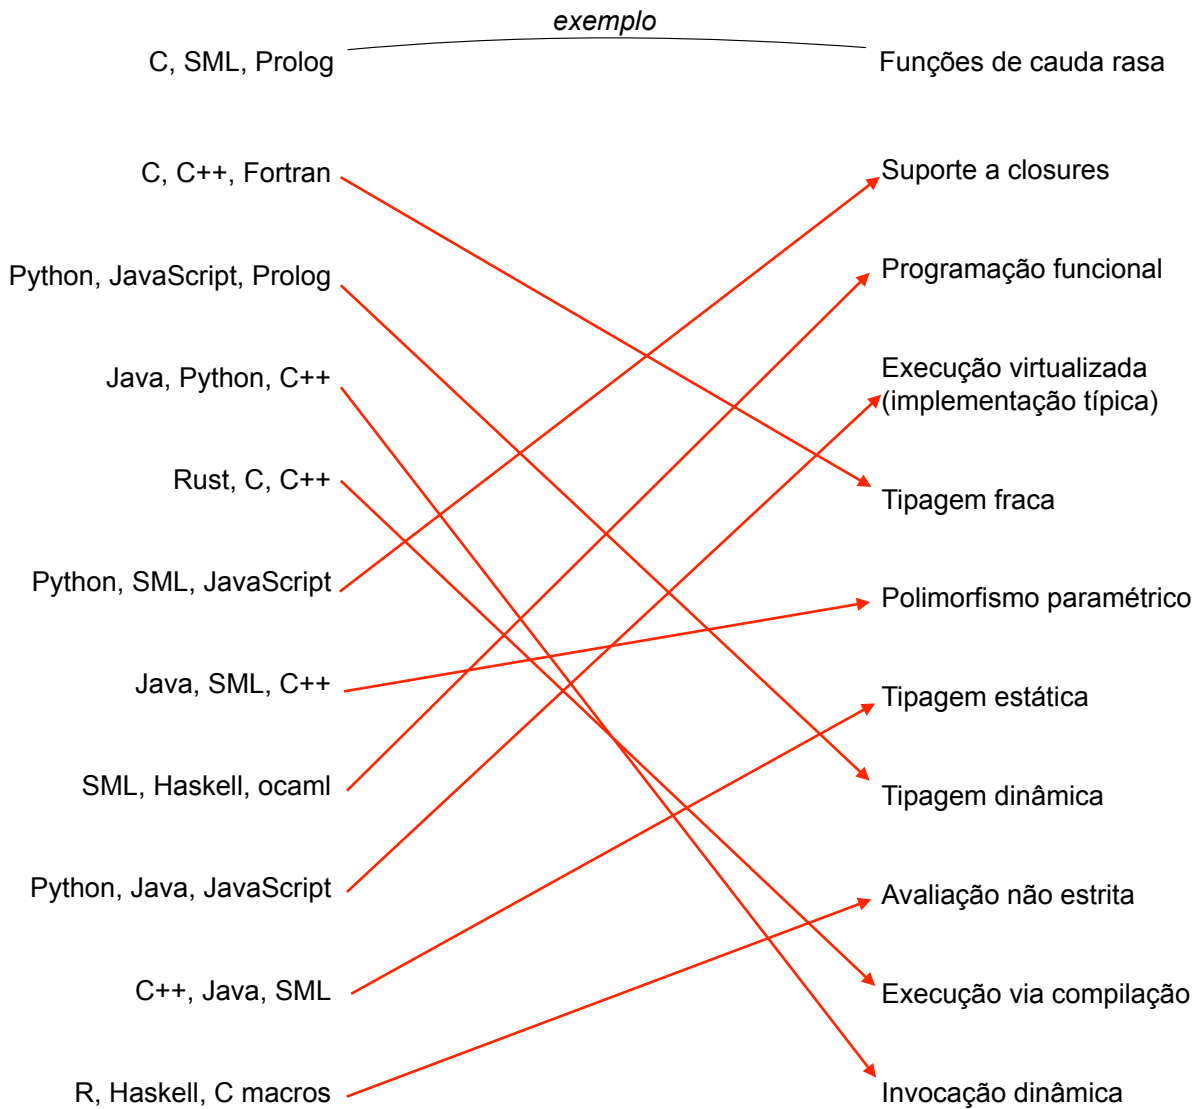 exemplo
C, SML, Prolog
Funções de cauda rasa
C, C++, Fortran
Suporte a closures
Python, JavaScript, Prolog
Programação funcional
Java, Python, C++
Execução virtualizada
(implementação típica)
Rust, C, C++
Tipagem fraca
Python, SML, JavaScript
Polimorfismo paramétrico
Java, SML, C++
Tipagem estática
SML, Haskell, ocaml
Tipagem dinâmica
Python, Java, JavaScript
Avaliação não estrita
C++, Java, SML
Execução via compilação
R, Haskell, C macros
Invocação dinâmica